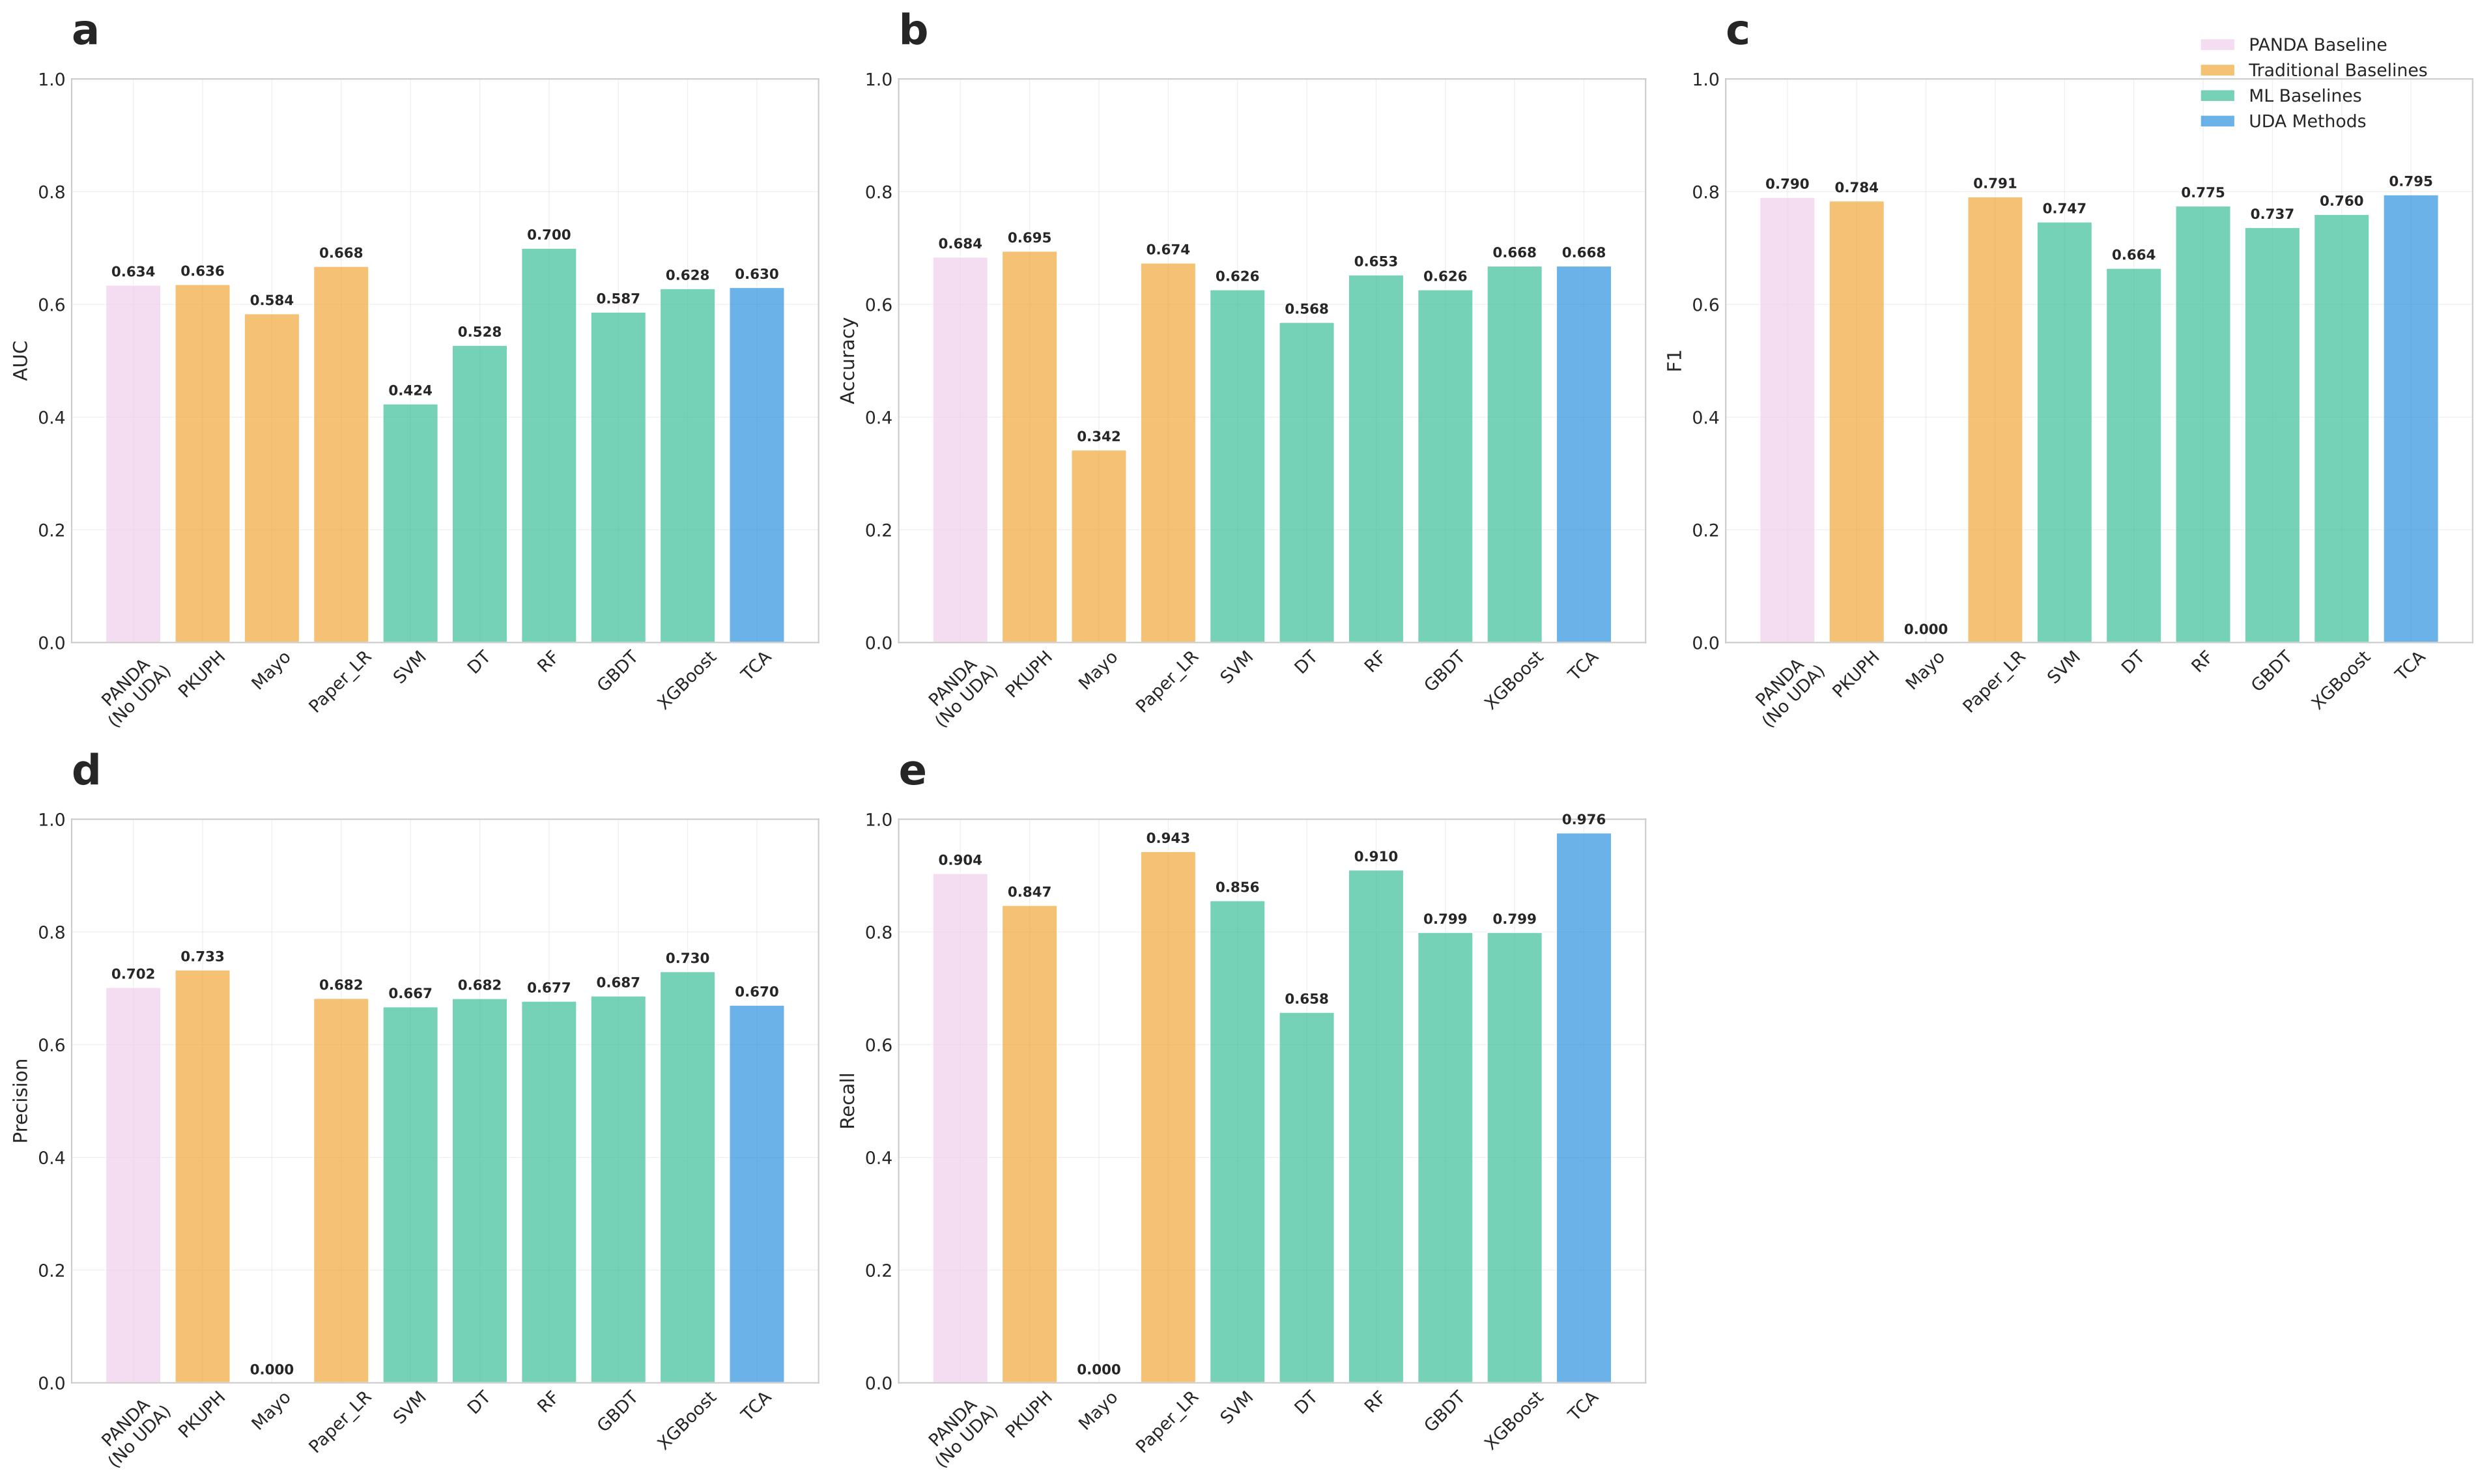 a
1.0
0.8
0.6
0.4
0.2
0.0
AUC
0.634
0.636
0.584
0.668
0.424
0.528
0.700
0.587
0.628
0.630
PANDA
(No UDA)
PKUPH
Mayo
Paper_LR
SVM
DT
RF
GBDT
XGBoost
TCA
b
1.0
0.8
0.6
0.4
0.2
0.0
Accuracy
0.684
0.695
0.342
0.674
0.626
0.568
0.653
0.626
0.668
0.668
PANDA
(No UDA)
PKUPH
Mayo
Paper_LR
SVM
DT
RF
GBDT
XGBoost
TCA
c
PANDA Baseline
Traditional Baselines
ML Baselines
UDA Methods
1.0
0.8
0.6
0.4
0.2
0.0
F1
0.790
0.784
0.000
0.791
0.747
0.664
0.775
0.737
0.760
0.795
PANDA
(No UDA)
PKUPH
Mayo
Paper_LR
SVM
DT
RF
GBDT
XGBoost
TCA
d
1.0
0.8
0.6
0.4
0.2
0.0
Precision
0.702
0.733
0.000
0.682
0.667
0.682
0.677
0.687
0.730
0.670
PANDA
(No UDA)
PKUPH
Mayo
Paper_LR
SVM
DT
RF
GBDT
XGBoost
TCA
e
1.0
0.8
0.6
0.4
0.2
0.0
Recall
0.904
0.847
0.000
0.943
0.856
0.658
0.910
0.799
0.799
0.976
PANDA
(No UDA)
PKUPH
Mayo
Paper_LR
SVM
DT
RF
GBDT
XGBoost
TCA